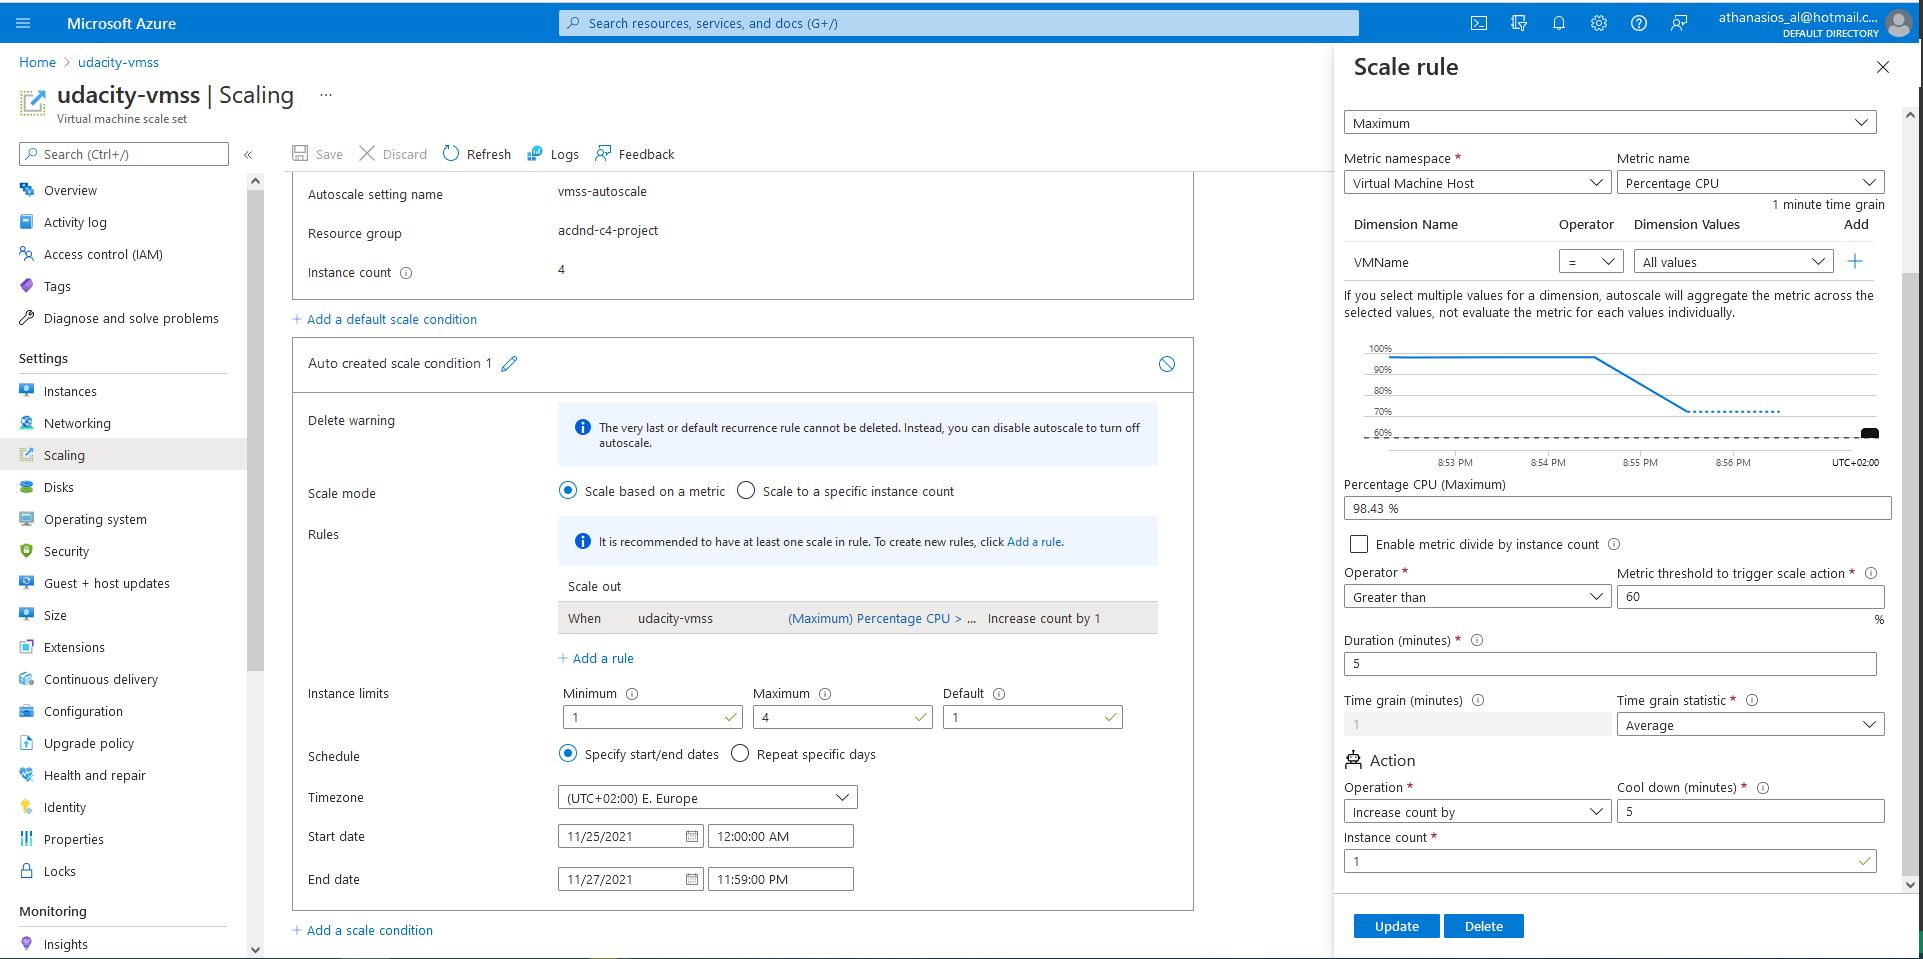 Microsoft Azure
Search resources, services, and docs (G+/)
athanasios_al@hotmail.c...
DEFAULT DIRECTORY
Home > udacity-vmss
udacity-vmss | Scaling ...
Virtual machine scale set
Search (Ctrl+/)
«
Overview
Activity log
Access control (IAM)
Tags
Diagnose and solve problems
Settings
Instances
Networking
Scaling
Disks
Operating system
Security
Guest + host updates
Size
Extensions
Continuous delivery
Configuration
Upgrade policy
Health and repair
Identity
Properties
Locks
Monitoring
Insights
Save Discard Refresh Logs Feedback
Autoscale setting name vmss-autoscale
Resource group acdnd-c4-project
Instance count 4
+ Add a default scale condition
Auto created scale condition 1
Delete warning
The very last or default recurrence rule cannot be deleted. Instead, you can disable autoscale to turn off
autoscale.
Scale mode Scale based on a metric Scale to a specific instance count
Rules
It is recommended to have at least one scale in rule. To create new rules, click Add a rule.
Scale out
When udacity-vmss (Maximum) Percentage CPU > ... Increase count by 1
+ Add a rule
Instance limits Minimum Maximum Default
1 4 1
Schedule Specify start/end dates Repeat specific days
Timezone (UTC+02:00) E. Europe
Start date 11/25/2021 12:00:00 AM
End date 11/27/2021 11:59:00 PM
+ Add a scale condition
Scale rule
Maximum
Metric namespace * Metric name
Virtual Machine Host Percentage CPU
1 minute time grain
Dimension Name Operator Dimension Values Add
VMName = All values +
If you select multiple values for a dimension, autoscale will aggregate the metric across the
selected values, not evaluate the metric for each values individually.
100%
90%
80%
70%
60%
8:53 PM 8:54 PM 8:55 PM 8:56 PM UTC+02:00
Percentage CPU (Maximum)
98.43 %
Enable metric divide by instance count
Operator * Metric threshold to trigger scale action *
Greater than 60
%
Duration (minutes) *
5
Time grain (minutes) Time grain statistic *
1 Average
Action
Operation * Cool down (minutes) *
Increase count by 5
Instance count *
1
Update Delete